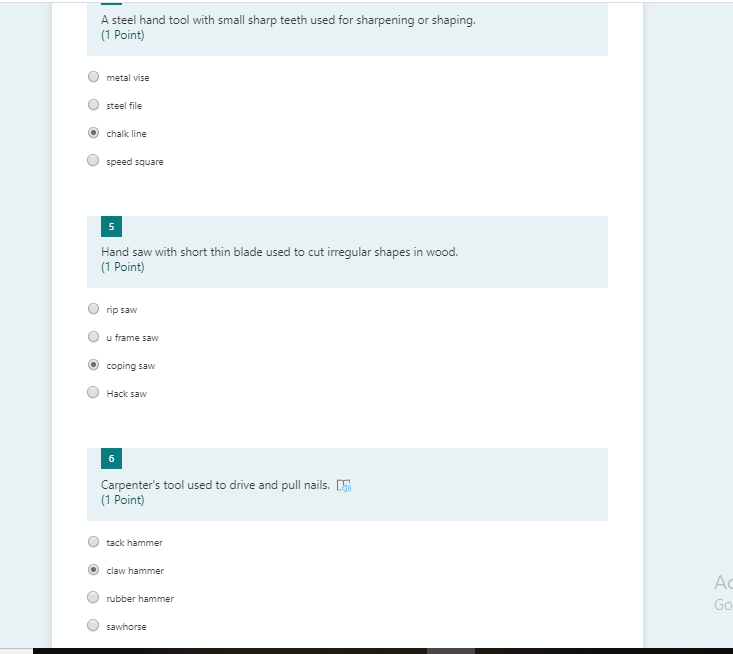 A steel hand tool with small sharp teeth used for sharpening or shaping.
(1 Point)
metal vise
steel file
chalk line
speed square
5
Hand saw with short thin blade used to cut irregular shapes in wood.
(1 Point)
rip saw
u frame saw
coping saw
Hack saw
6
Carpenter's tool used to drive and pull nails.
(1 Point)
tack hammer
claw hammer
rubber hammer
sawhorse
Go